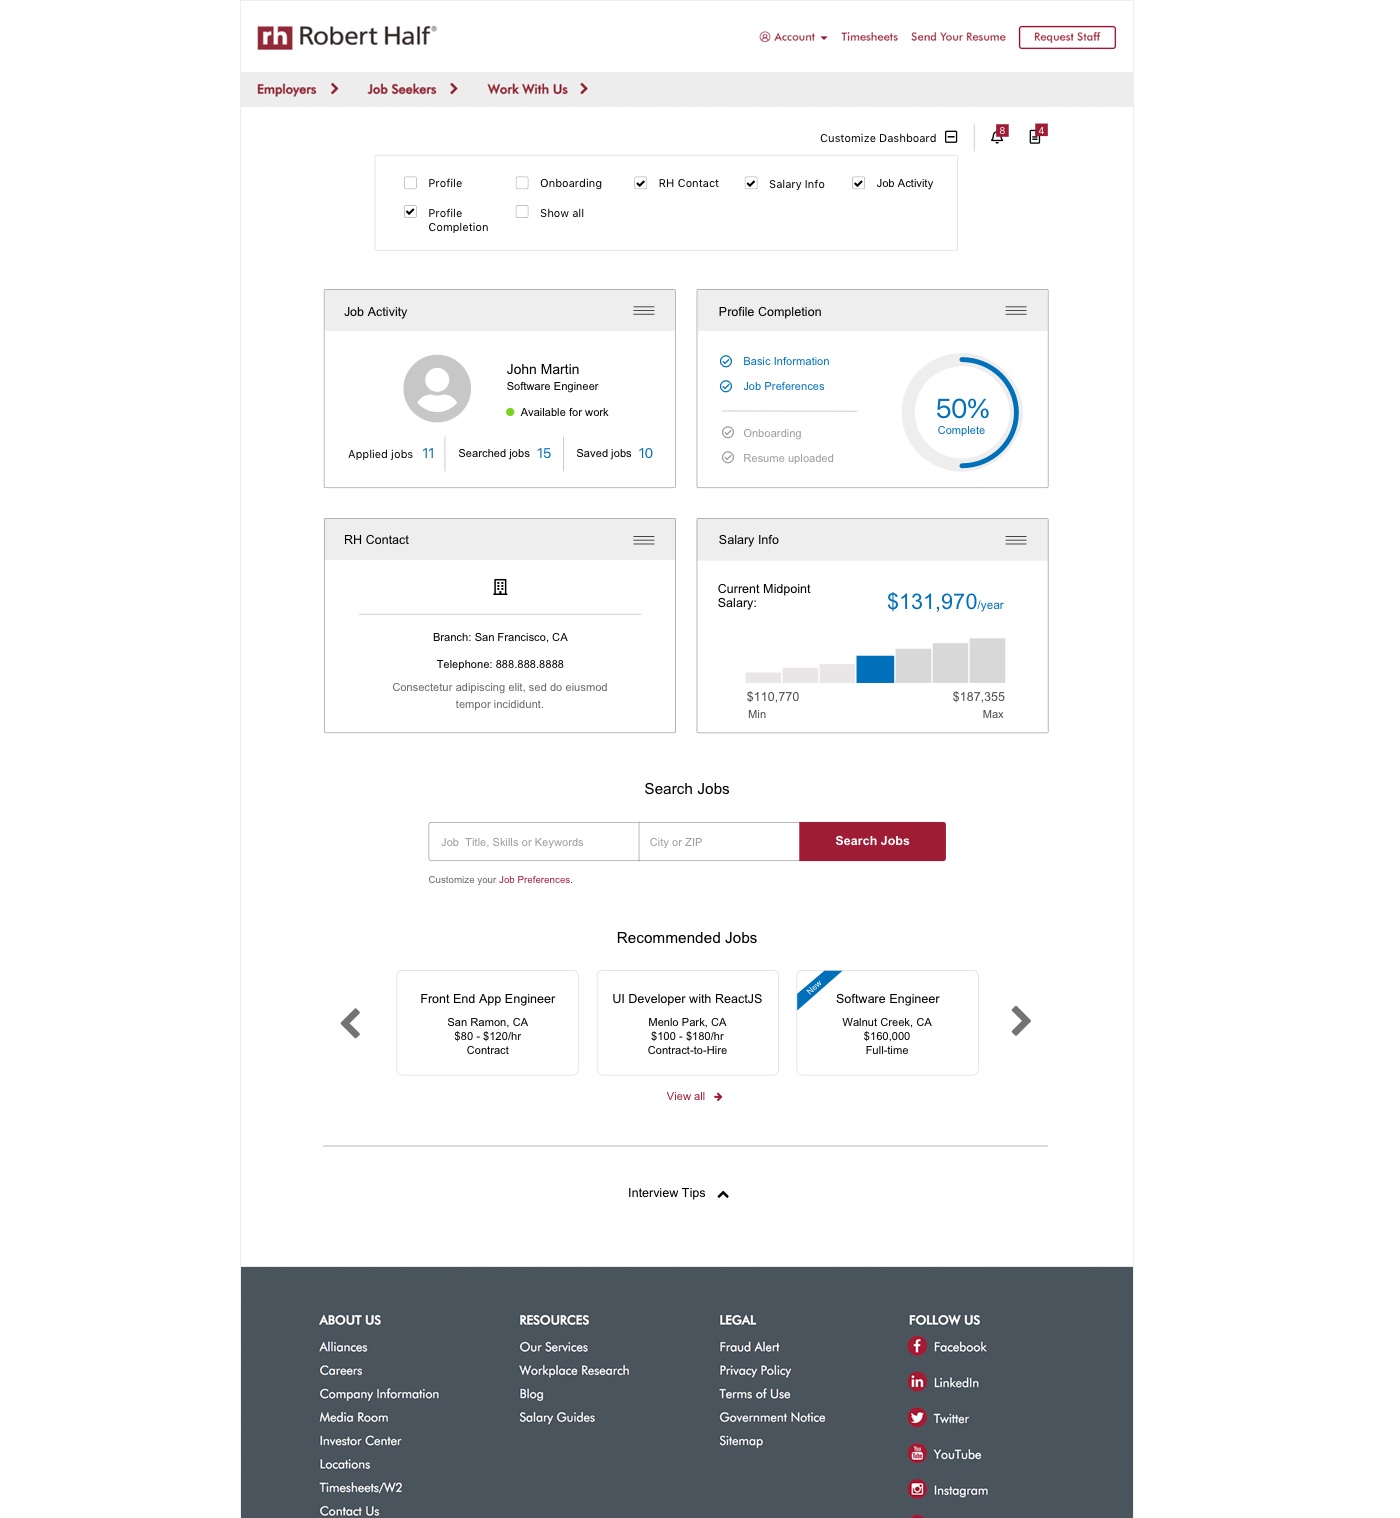 rh Robert Half®
Account Timesheets Send Your Resume Request Staff
Employers Job Seekers Work With Us
Customize Dashboard 8 4
Profile Onboarding RH Contact Salary Info Job Activity
Profile Completion Show all
Job Activity
John Martin
Software Engineer
Available for work
Applied jobs 11 Searched jobs 15 Saved jobs 10
Profile Completion
Basic Information
Job Preferences
Onboarding
Resume uploaded
50%
Complete
RH Contact
Branch: San Francisco, CA
Telephone: 888.888.8888
Consectetur adipiscing elit, sed do eiusmod
tempor incididunt.
Salary Info
Current Midpoint
Salary:
$131,970/year
$110,770 $187,355
Min Max
Search Jobs
Job Title, Skills or Keywords City or ZIP Search Jobs
Customize your Job Preferences.
Recommended Jobs
Front End App Engineer
San Ramon, CA
$80 - $120/hr
Contract
UI Developer with ReactJS
Menlo Park, CA
$100 - $180/hr
Contract-to-Hire
New
Software Engineer
Walnut Creek, CA
$160,000
Full-time
View all
Interview Tips
ABOUT US
Alliances
Careers
Company Information
Media Room
Investor Center
Locations
Timesheets/W2
Contact Us
RESOURCES
Our Services
Workplace Research
Blog
Salary Guides
LEGAL
Fraud Alert
Privacy Policy
Terms of Use
Government Notice
Sitemap
FOLLOW US
Facebook
in LinkedIn
Twitter
You Tube YouTube
Instagram